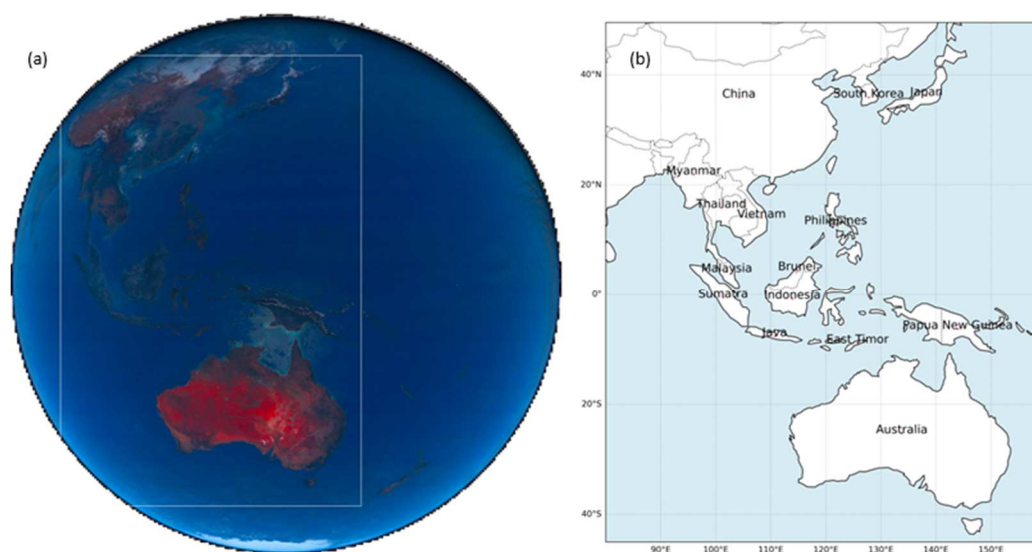 (a)
(b)
40°N
China
South Korea
Japan
Myanmar
20°N
Thailand
Vietnam
Philippines
Malaysia
Brunei
0°
Sumatra
Indonesia
Java
East Timor
Papua New Guinea
20°S
Australia
40°S
90°E 100°E 110°E 120°E 130°E 140°E 150°E